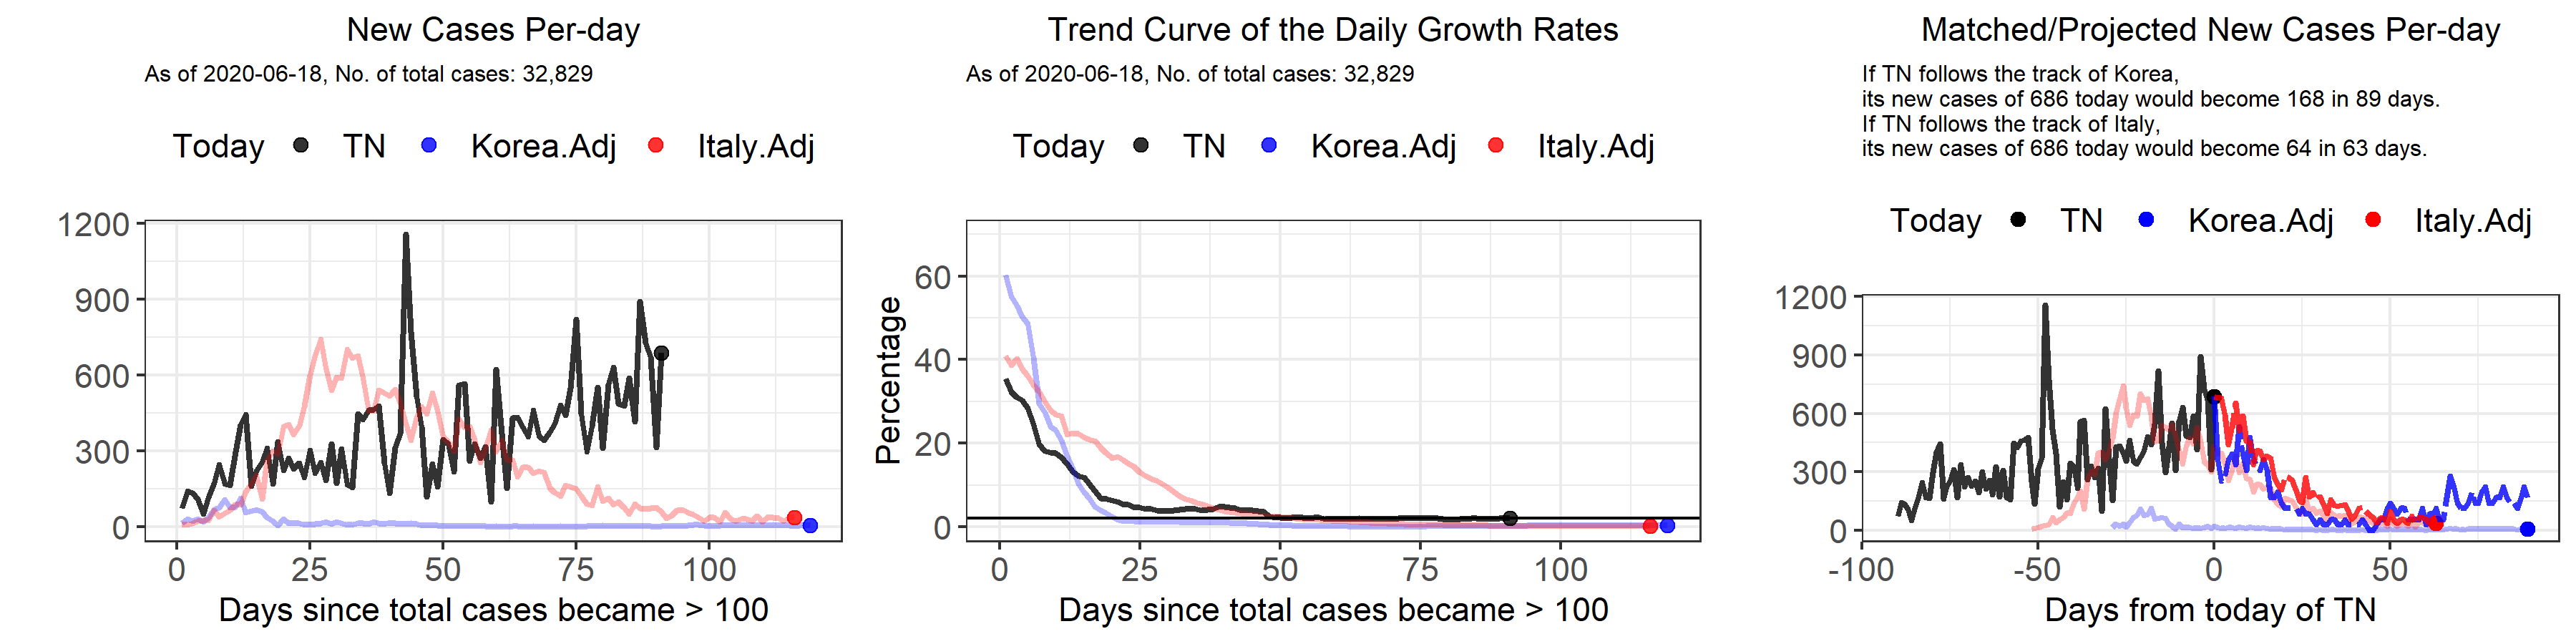 New Cases Per-day
As of 2020-06-18, No. of total cases: 32,829
Today TN Korea.Adj Italy.Adj
1200
900
600
300
0
0 25 50 75 100
Days since total cases became > 100
Trend Curve of the Daily Growth Rates
As of 2020-06-18, No. of total cases: 32,829
Today TN Korea.Adj Italy.Adj
Percentage
60
40
20
0
0 25 50 75 100
Days since total cases became > 100
Matched/Projected New Cases Per-day
If TN follows the track of Korea,
its new cases of 686 today would become 168 in 89 days.
If TN follows the track of Italy,
its new cases of 686 today would become 64 in 63 days.
Today TN Korea.Adj Italy.Adj
1200
900
600
300
0
-100 -50 0 50
Days from today of TN